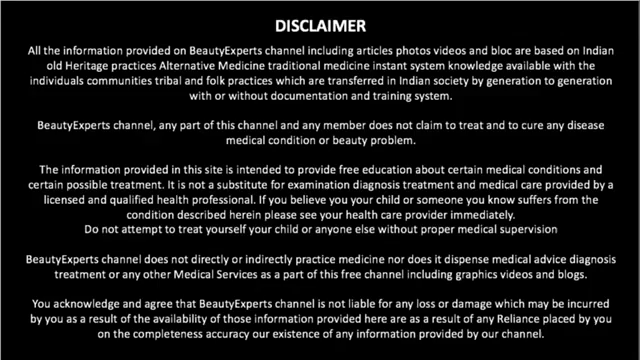 DISCLAIMER
All the information provided on BeautyExperts channel including articles photos videos and bloc are based on Indian
old Heritage practices Alternative Medicine traditional medicine instant system knowledge available with the
individuals communities tribal and folk practices which are transferred in Indian society by generation to generation
with or without documentation and training system.
BeautyExperts channel, any part of this channel and any member does not claim to treat and to cure any disease
medical condition or beauty problem.
The information provided in this site is intended to provide free education about certain medical conditions and
certain possible treatment. It is not a substitute for examination diagnosis treatment and medical care provided by a
licensed and qualified health professional. If you believe you your child or someone you know suffers from the
condition described herein please see your health care provider immediately.
Do not attempt to treat yourself your child or anyone else without proper medical supervision
BeautyExperts channel does not directly or indirectly practice medicine nor does it dispense medical advice diagnosis
treatment or any other Medical Services as a part of this free channel including graphics videos and blogs.
You acknowledge and agree that BeautyExperts channel is not liable for any loss or damage which may be incurred
by you as a result of the availability of those information provided here are as a result of any Reliance placed by you
on the completeness accuracy our existence of any information provided by our channel.